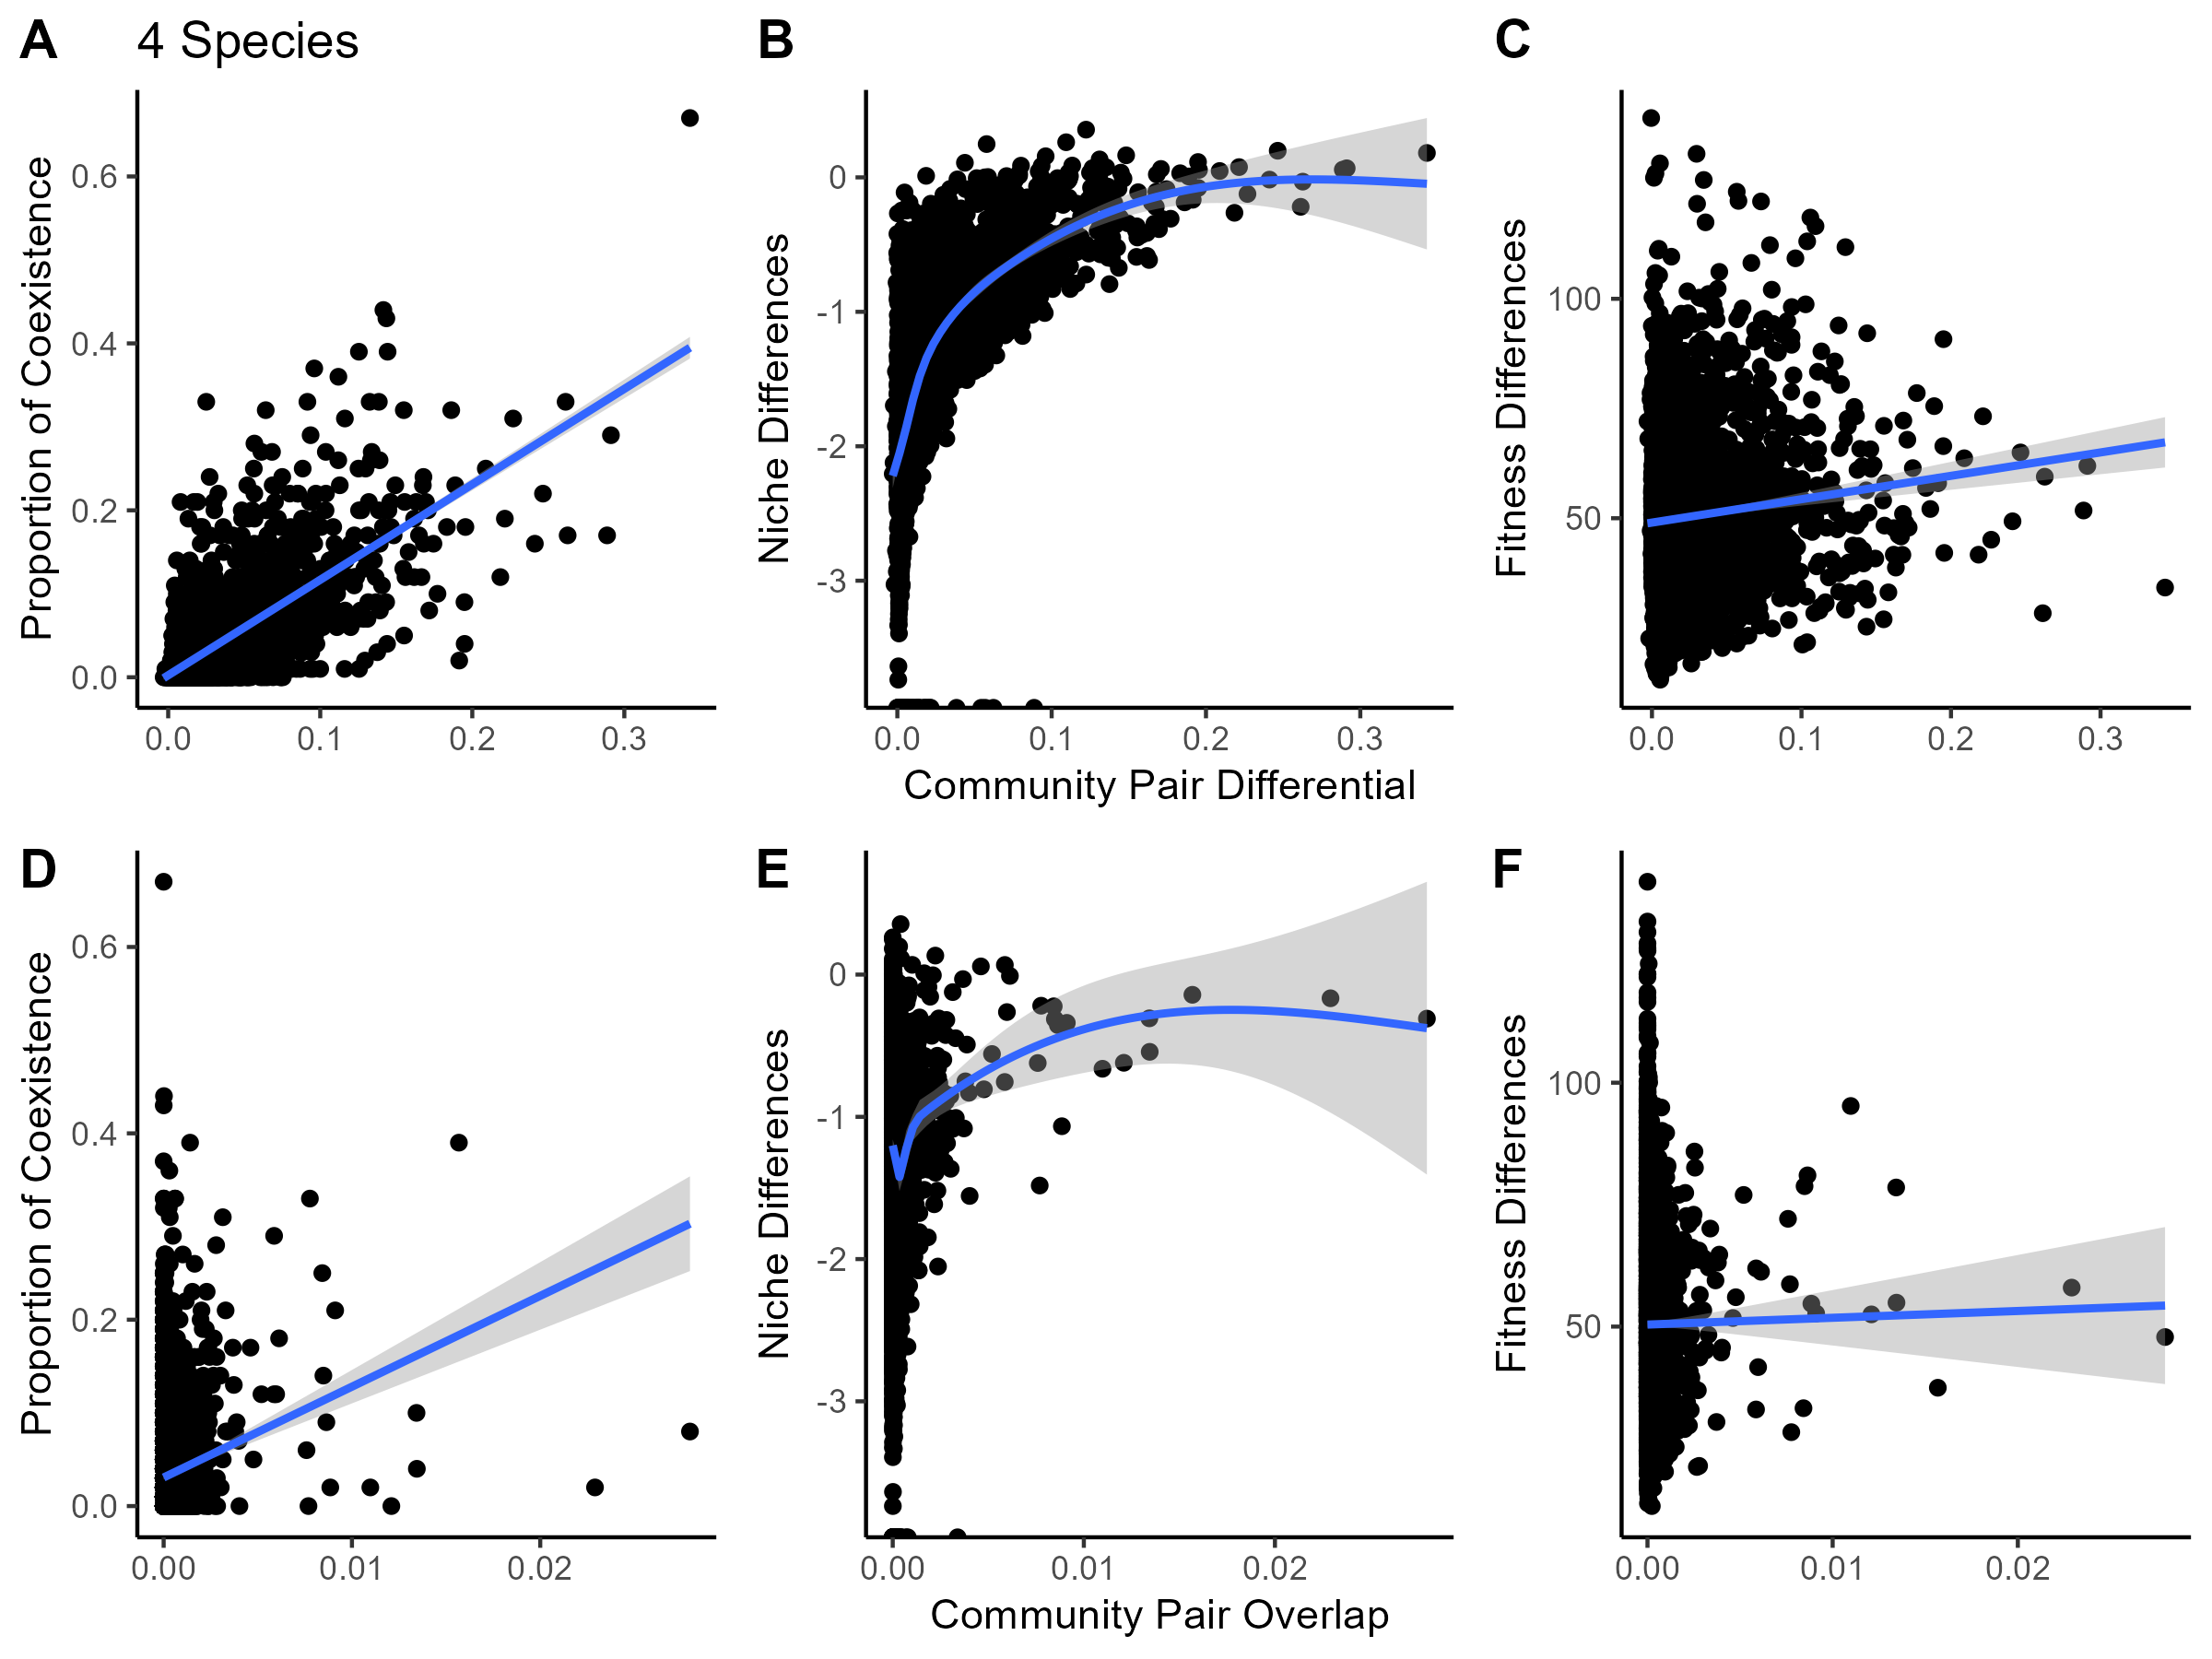 A 4 Species B C
Proportion of Coexistence
0.6
0.4
0.2
0.0
0.0 0.1 0.2 0.3
Niche Differences
0
-1
-2
-3
0.0 0.1 0.2 0.3
Community Pair Differential
Fitness Differences
100
50
0.0 0.1 0.2 0.3
D E F
Proportion of Coexistence
0.6
0.4
0.2
0.0
0.00 0.01 0.02
Niche Differences
0
-1
-2
-3
0.00 0.01 0.02
Community Pair Overlap
Fitness Differences
100
50
0.00 0.01 0.02